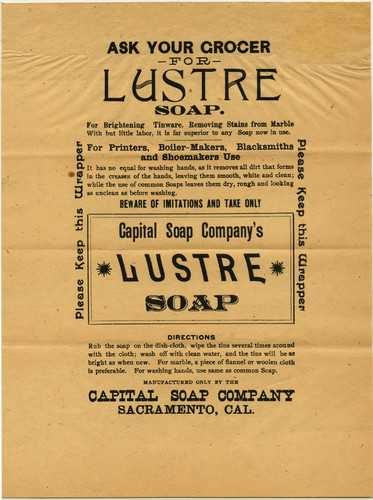 ASK YOUR GROCER
-FOR-
LUSTRE
SOAP.
For Brightening Tinware, Removing Stains from Marble
With but little labor, it is far superior to any Soap now in use.
For Printers, Boiler-Makers, Blacksmiths
and Shoemakers Use
It has no equal for washing hands, as it removes all dirt that forms
in the creases of the hands, leaving them smooth, white and clean;
while the use of common Soaps leaves them dry, rough and looking
as unclean as before washing.
BEWARE OF IMITATIONS AND TAKE ONLY
Please Keep this Wrapper
Capital Soap Company's
LUSTRE
SOAP
Please Keep this Wrapper
DIRECTIONS
Rub the soap on the dish-cloth, wipe the tins several times around
with the cloth; wash off with clean water, and the tins will be as
bright as when new. For marble, a piece of flannel or woolen cloth
is preferable. For washing hands, use same as common Soap.
MANUFACTURED ONLY BY THE
CAPITAL SOAP COMPANY
SACRAMENTO, CAL.